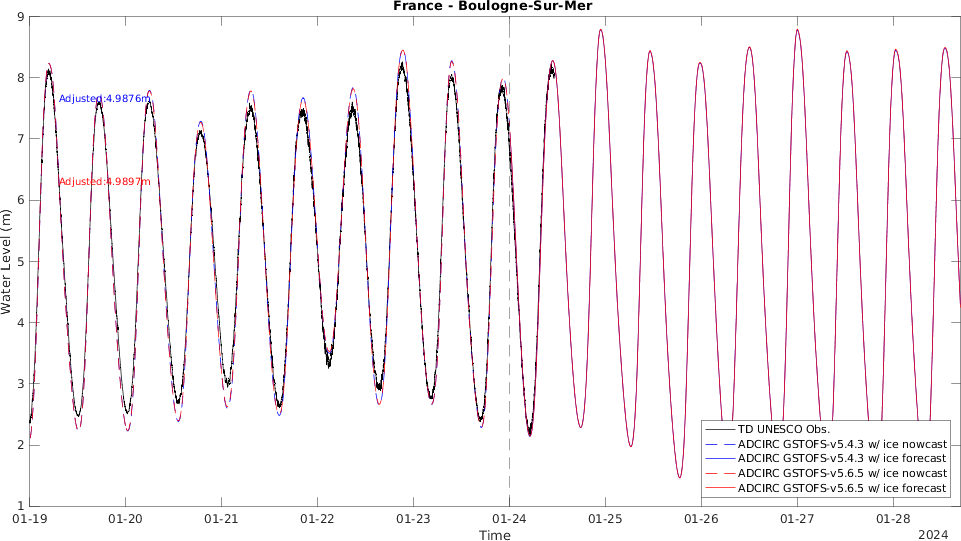 France - Boulogne-Sur-Mer
9
8
7
6
5
4
3
2
1
Water Level (m)
Adjusted:4.9876m
Adjusted:4.9897m
TD UNESCO Obs.
ADCIRC GSTOFS-v5.4.3 w/ ice nowcast
ADCIRC GSTOFS-v5.4.3 w/ ice forecast
ADCIRC GSTOFS-v5.6.5 w/ ice nowcast
ADCIRC GSTOFS-v5.6.5 w/ ice forecast
01-19 01-20 01-21 01-22 01-23 01-24 01-25 01-26 01-27 01-28
Time
2024